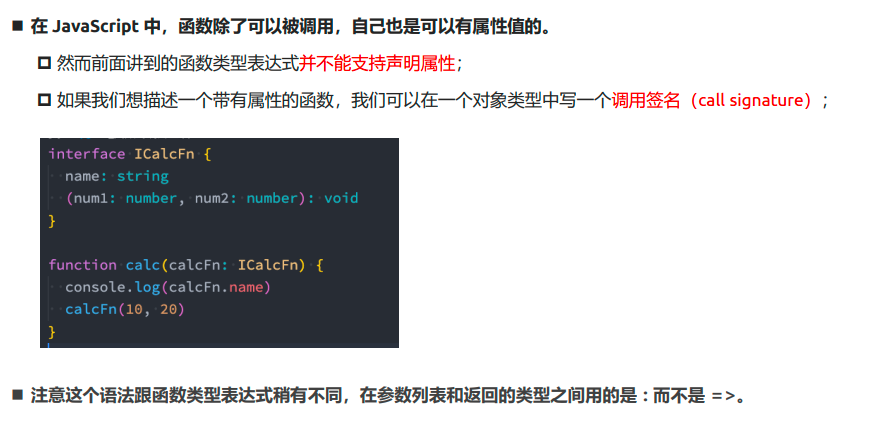 在 JavaScript 中，函数除了可以被调用，自己也是可以有属性值的。
然而前面讲到的函数类型表达式并不能支持声明属性；
如果我们想描述一个带有属性的函数，我们可以在一个对象类型中写一个调用签名（call signature）；
interface ICalcFn {
name: string
(num1: number, num2: number): void
}
function calc(calcFn: ICalcFn) {
console.log(calcFn.name)
calcFn(10, 20)
}
注意这个语法跟函数类型表达式稍有不同，在参数列表和返回的类型之间用的是 : 而不是 =>。